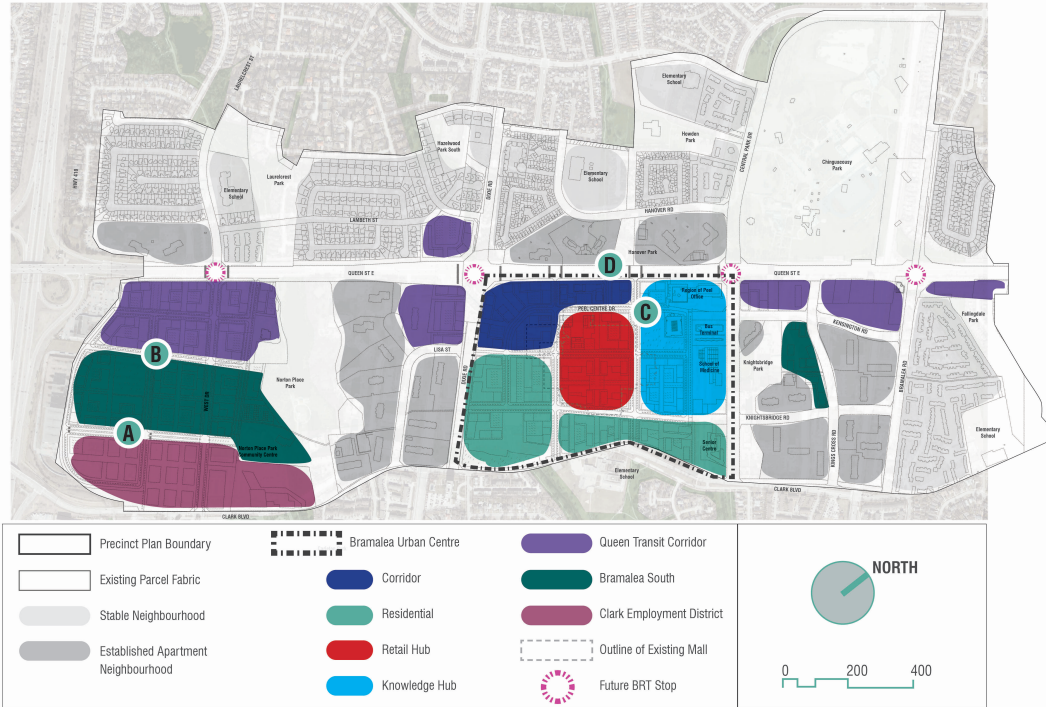 LAURELCREST ST
Elementary
School
Howden
Park
CENTRAL PARK DR
Hazelwood
Park South
HWY 410
Elementary
School
Laurelcrest
Park
DIXIE RD
Elementary
School
Chinguacousy
Park
LAMBETH ST
HANOVER RD
Hanover Park
QUEEN ST E
D
QUEEN ST E
Region of Peel
Office
PEEL CENTRE DR
C
Bus
Terminal
KENSINGTON RD
Fallingdale
Park
B
LISA ST
School of
Medicine
Knightsbridge
Park
BRAMALEA RD
Norton Place
Park
DIXIE RD
WEST DR
KNIGHTSBRIDGE RD
A
KINGS CROSS RD
Elementary
School
Norton Place Park
Community Centre
Senior
Centre
Elementary
School
CLARK BLVD
CLARK BLVD
Precinct Plan Boundary
Existing Parcel Fabric
Stable Neighbourhood
Established Apartment
Neighbourhood
Bramalea Urban Centre
Corridor
Residential
Retail Hub
Knowledge Hub
Queen Transit Corridor
Bramalea South
Clark Employment District
Outline of Existing Mall
Future BRT Stop
NORTH
0 200 400